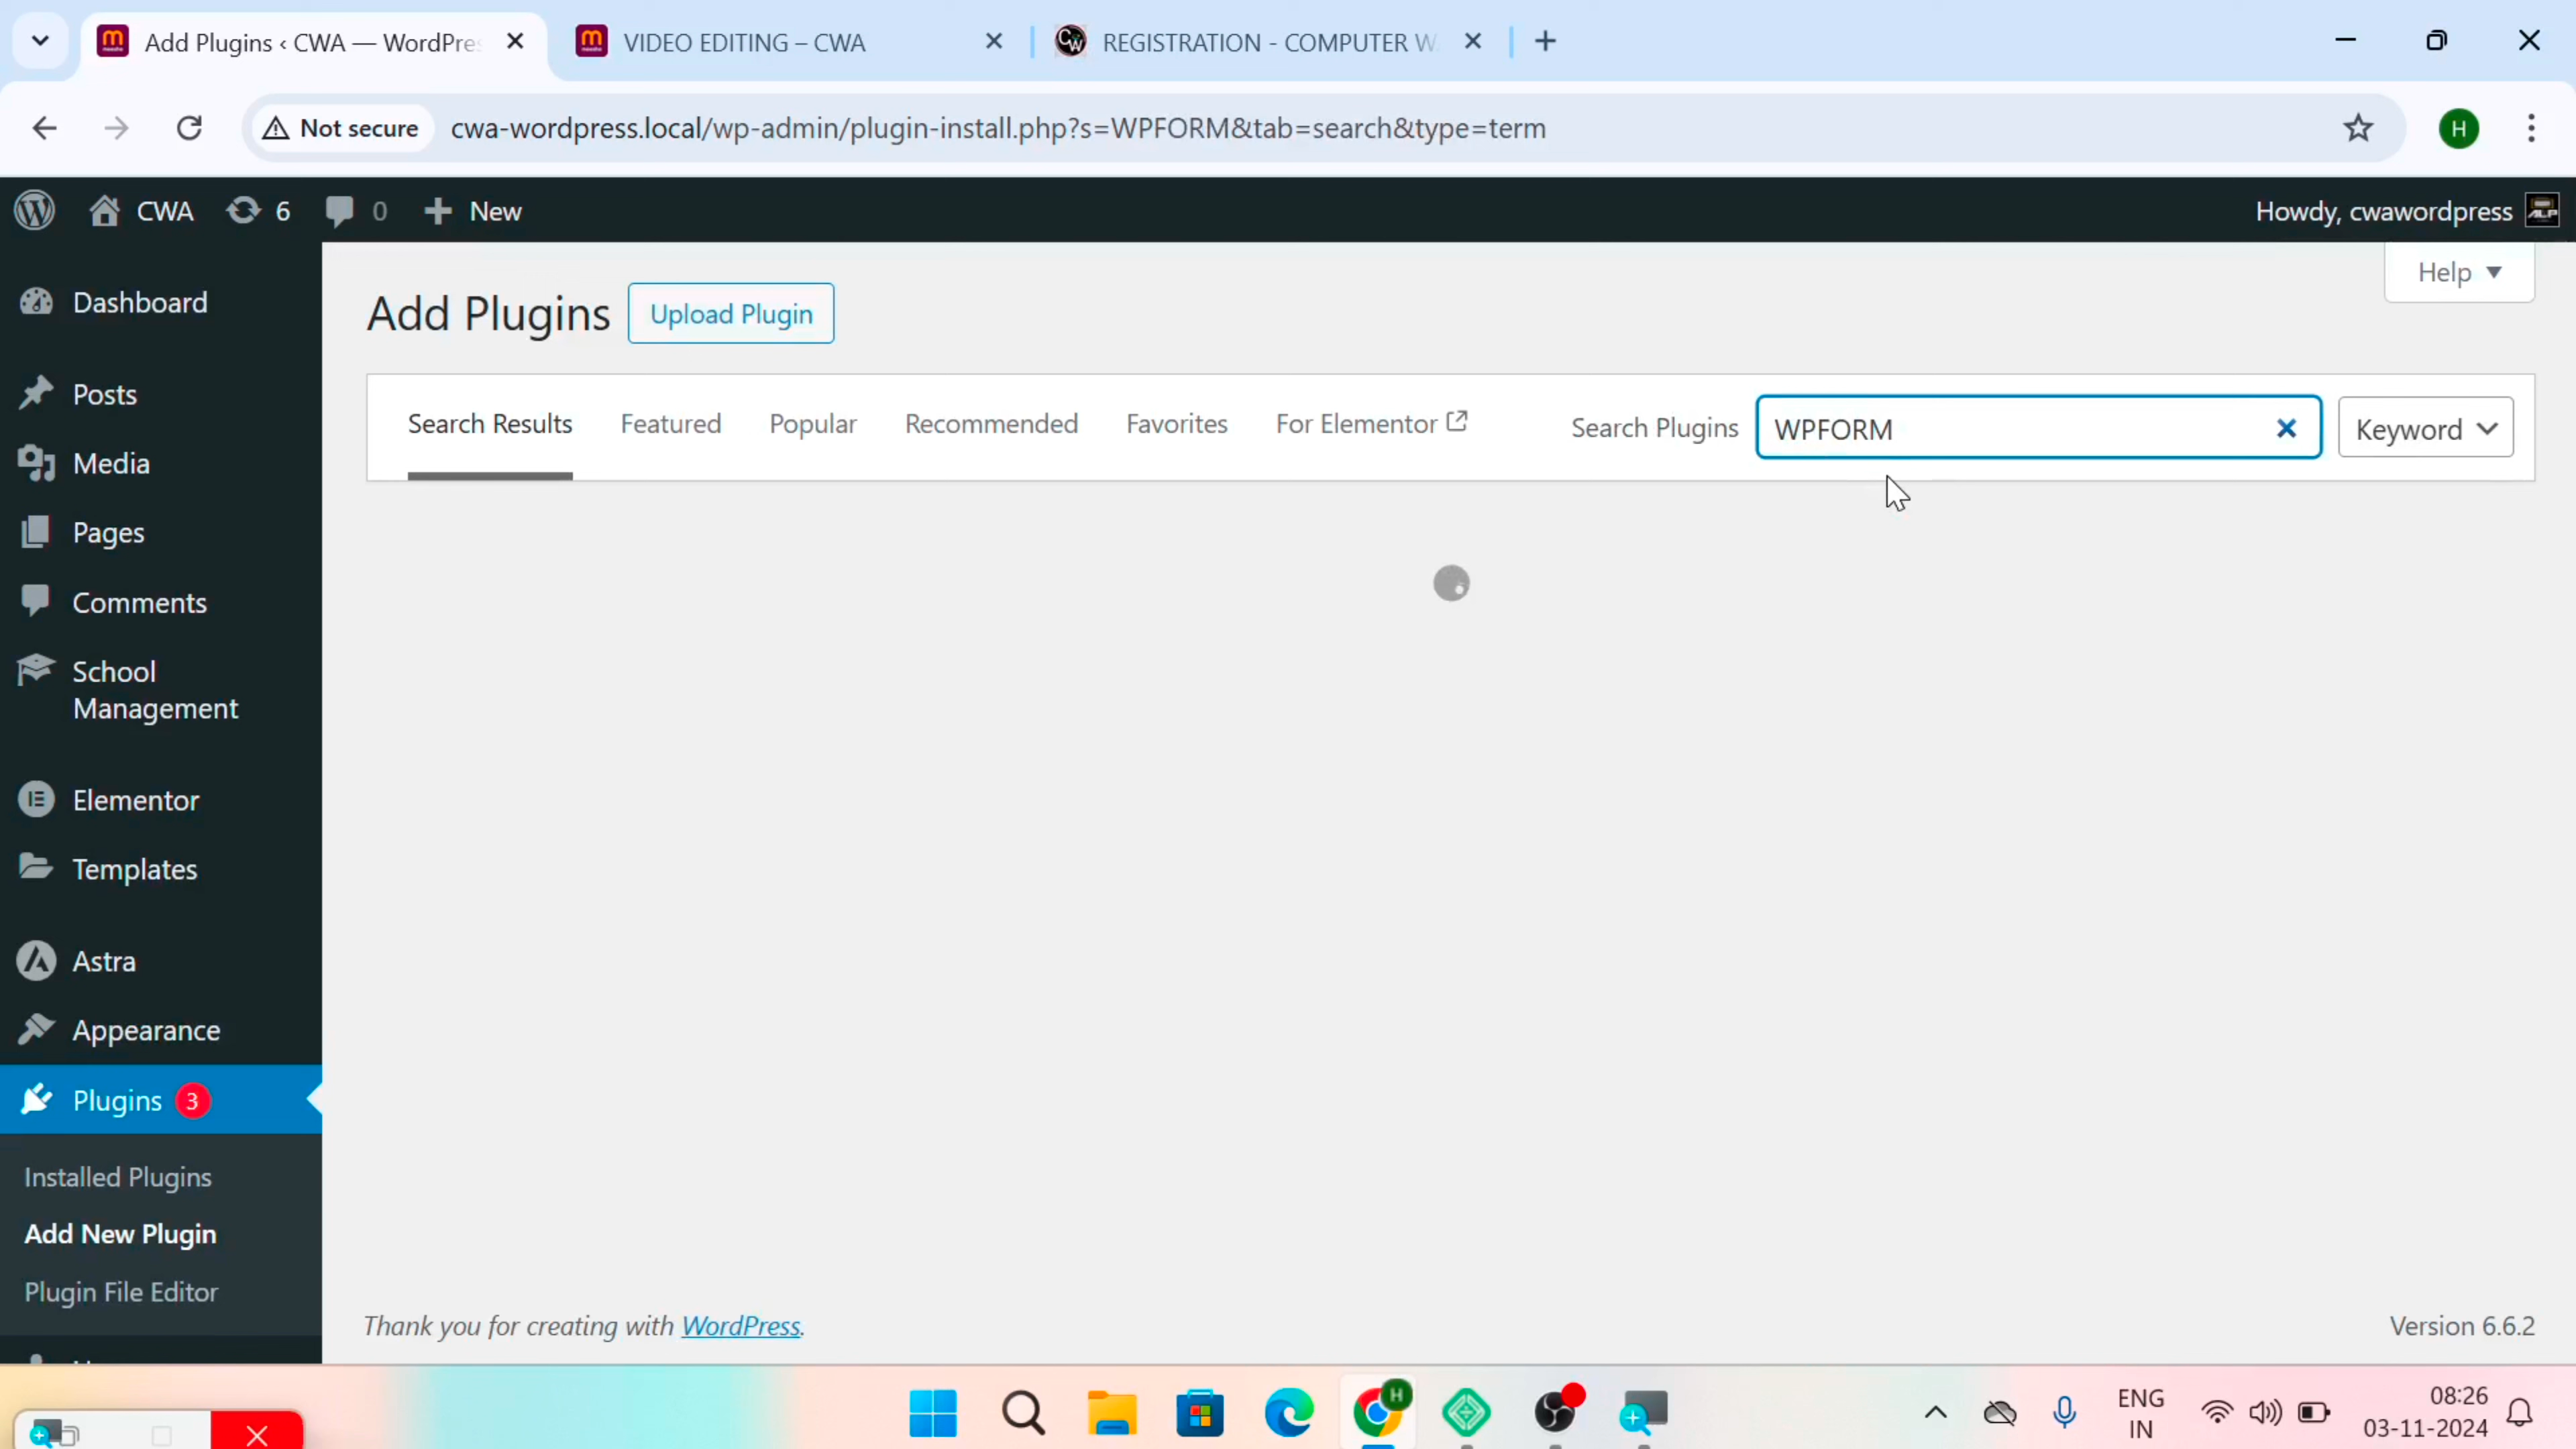 Add Plugins ‹ CWA — WordPres
VIDEO EDITING – CWA
REGISTRATION - COMPUTER W
Not secure
cwa-wordpress.local/wp-admin/plugin-install.php?s=WPFORM&tab=search&type=term
H
CWA
6
0
New
Howdy, cwawordpress
Help
Dashboard
Posts
Media
Pages
Comments
School
Management
Elementor
Templates
Astra
Appearance
Plugins 3
Installed Plugins
Add New Plugin
Plugin File Editor
Add Plugins
Upload Plugin
Search Results
Featured
Popular
Recommended
Favorites
For Elementor
Search Plugins
WPFORM
Keyword
Thank you for creating with WordPress.
Version 6.6.2
H
ENG
IN
08:26
03-11-2024